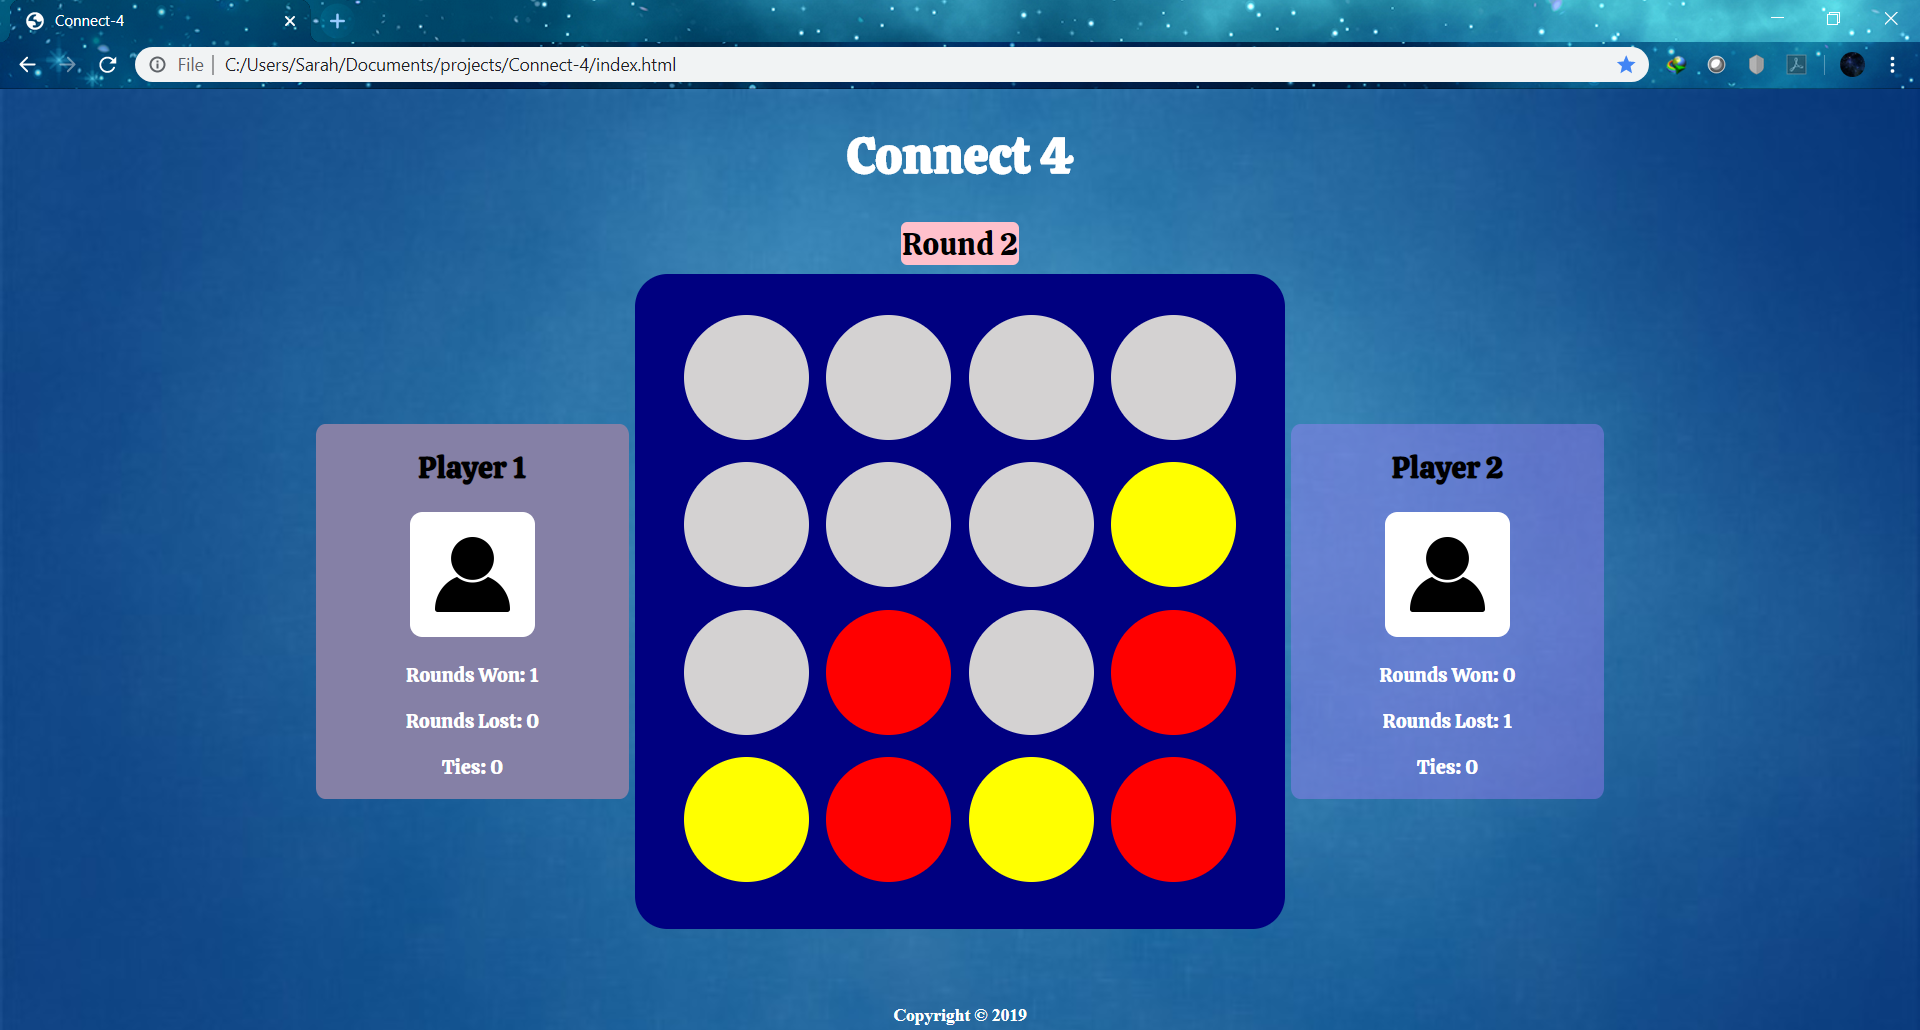 Connect-4
File | C:/Users/Sarah/Documents/projects/Connect-4/index.html
Connect 4
Round 2
Player 1
Rounds Won: 1
Rounds Lost: 0
Ties: 0
Player 2
Rounds Won: 0
Rounds Lost: 1
Ties: 0
Copyright © 2019